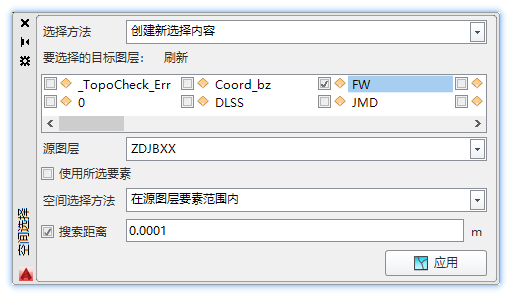 选择方法 创建新选择内容
要选择的目标图层： 刷新
_TopoCheck_Err Coord_bz FW
0 DLSS JMD
源图层 ZDJBXX
使用所选要素
空间选择方法 在源图层要素范围内
搜索距离 0.0001 m
应用
空间选择